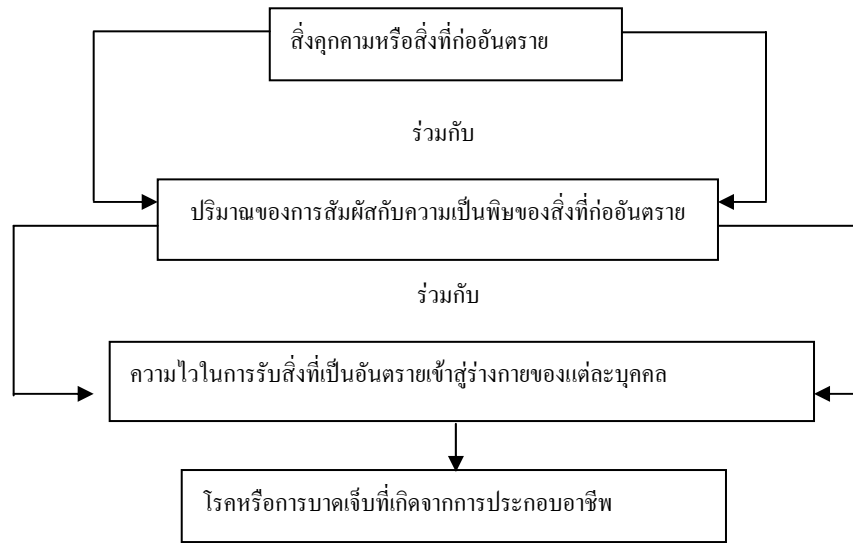 สิ่งคุกคามหรือสิ่งที่ก่ออันตราย
ร่วมกับ
ปริมาณของการสัมผัสกับความเป็นพิษของสิ่งที่ก่ออันตราย
ร่วมกับ
ความไวในการรับสิ่งที่เป็นอันตรายเข้าสู่ร่างกายของแต่ละบุคคล
โรคหรือการบาดเจ็บที่เกิดจากการประกอบอาชีพ